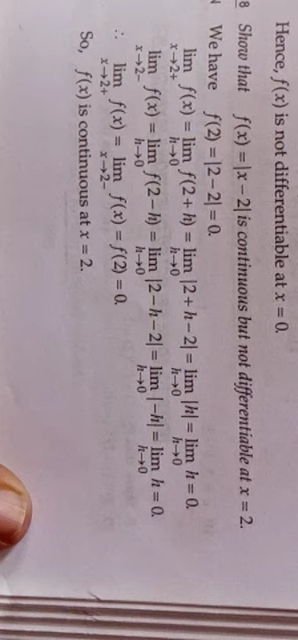 Hence, f(x) is not differentiable at x = 0.
8 Show that f(x) = |x − 2| is continuous but not differentiable at x = 2.
We have f(2) = |2 − 2| = 0.
lim x→2+ f(x) = lim h→0 f(2 + h) = lim h→0 |2 + h − 2| = lim h→0 |h| = lim h→0 h = 0.
lim x→2− f(x) = lim h→0 f(2 − h) = lim h→0 |2 − h − 2| = lim h→0 |−h| = lim h→0 h = 0.
∴ lim x→2+ f(x) = lim x→2− f(x) = f(2) = 0.
So, f(x) is continuous at x = 2.